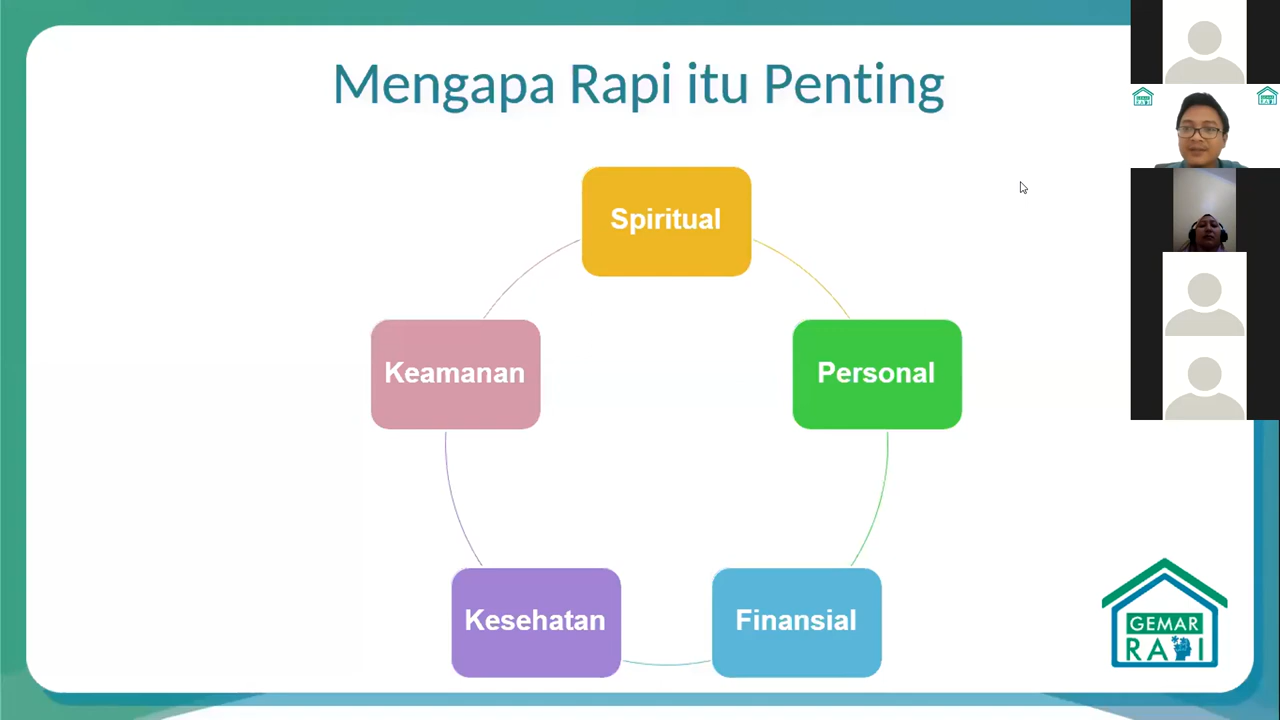 Mengapa Rapi itu Penting
Spiritual
Keamanan
Personal
Kesehatan
Finansial
GEMAR
RAPI